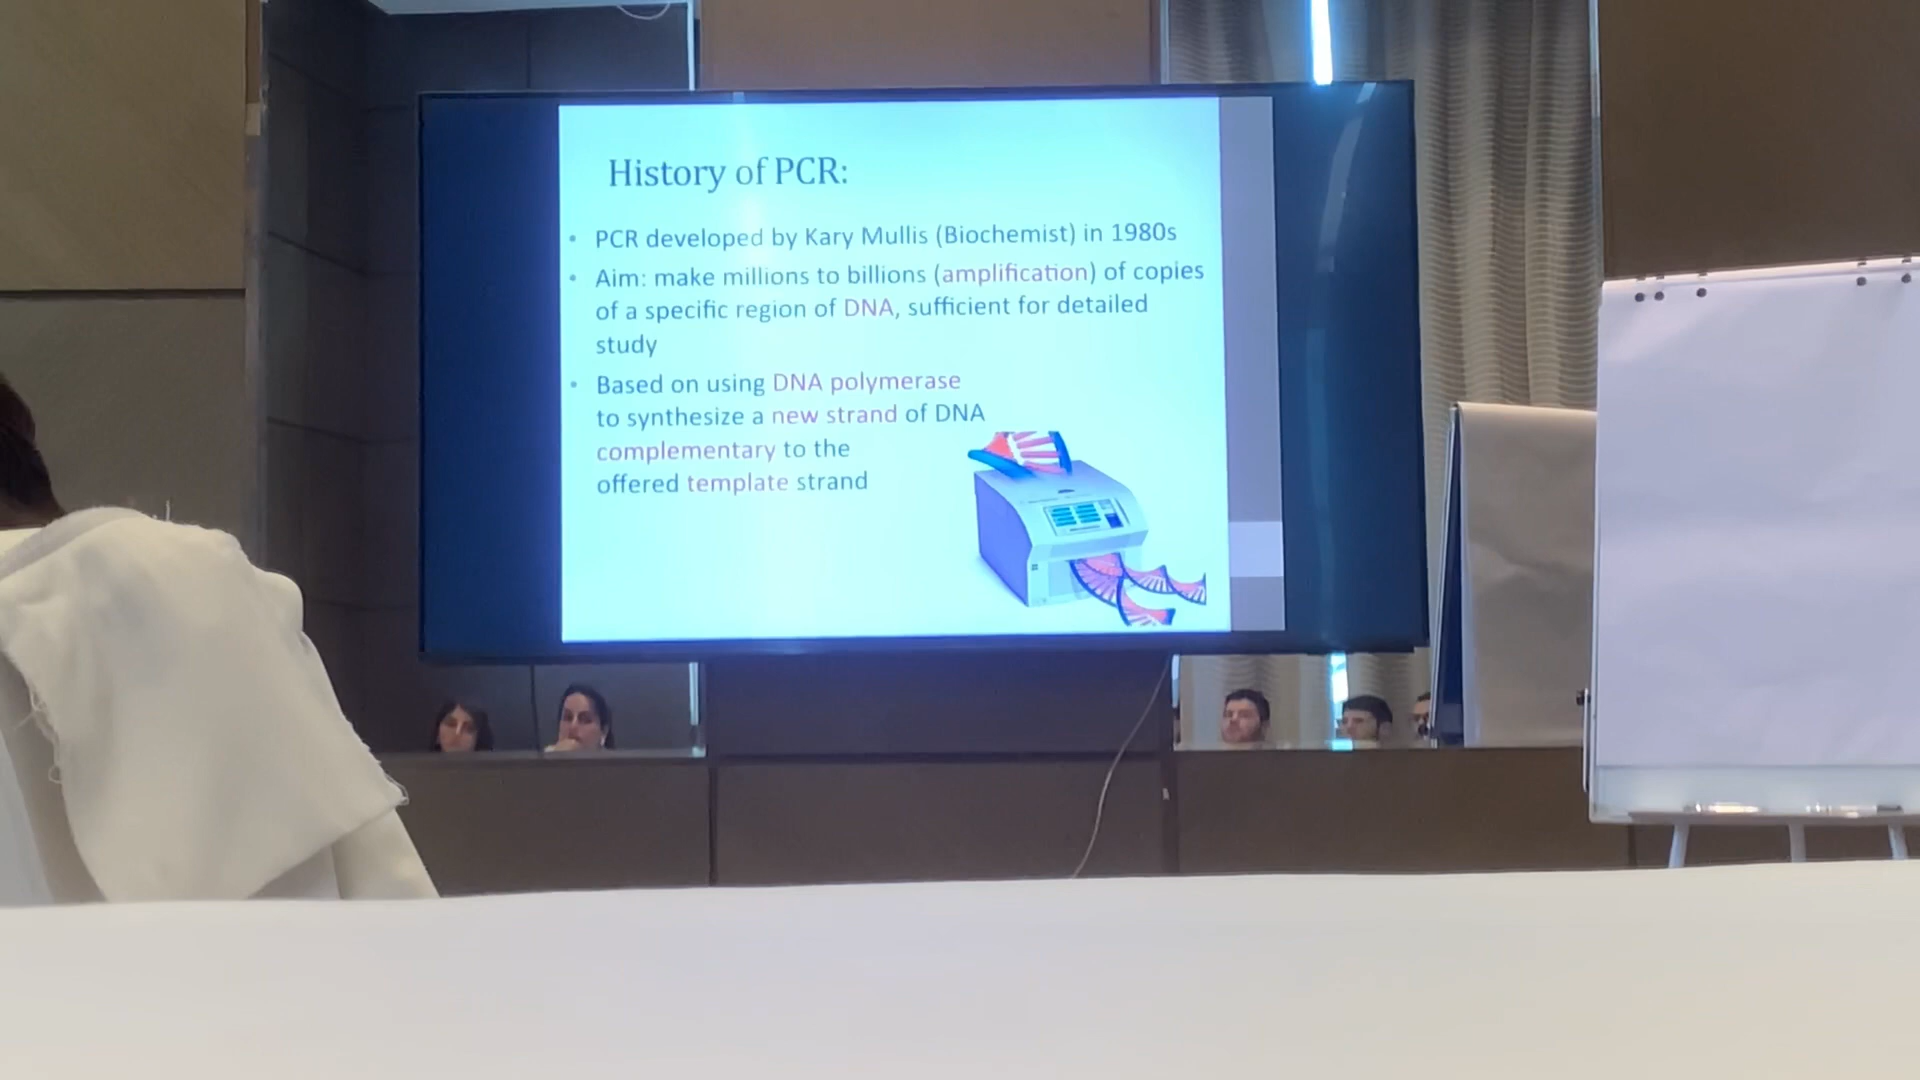 History of PCR:
• PCR developed by Kary Mullis (Biochemist) in 1980s
• Aim: make millions to billions (amplification) of copies
of a specific region of DNA, sufficient for detailed
study
• Based on using DNA polymerase
to synthesize a new strand of DNA
complementary to the
offered template strand